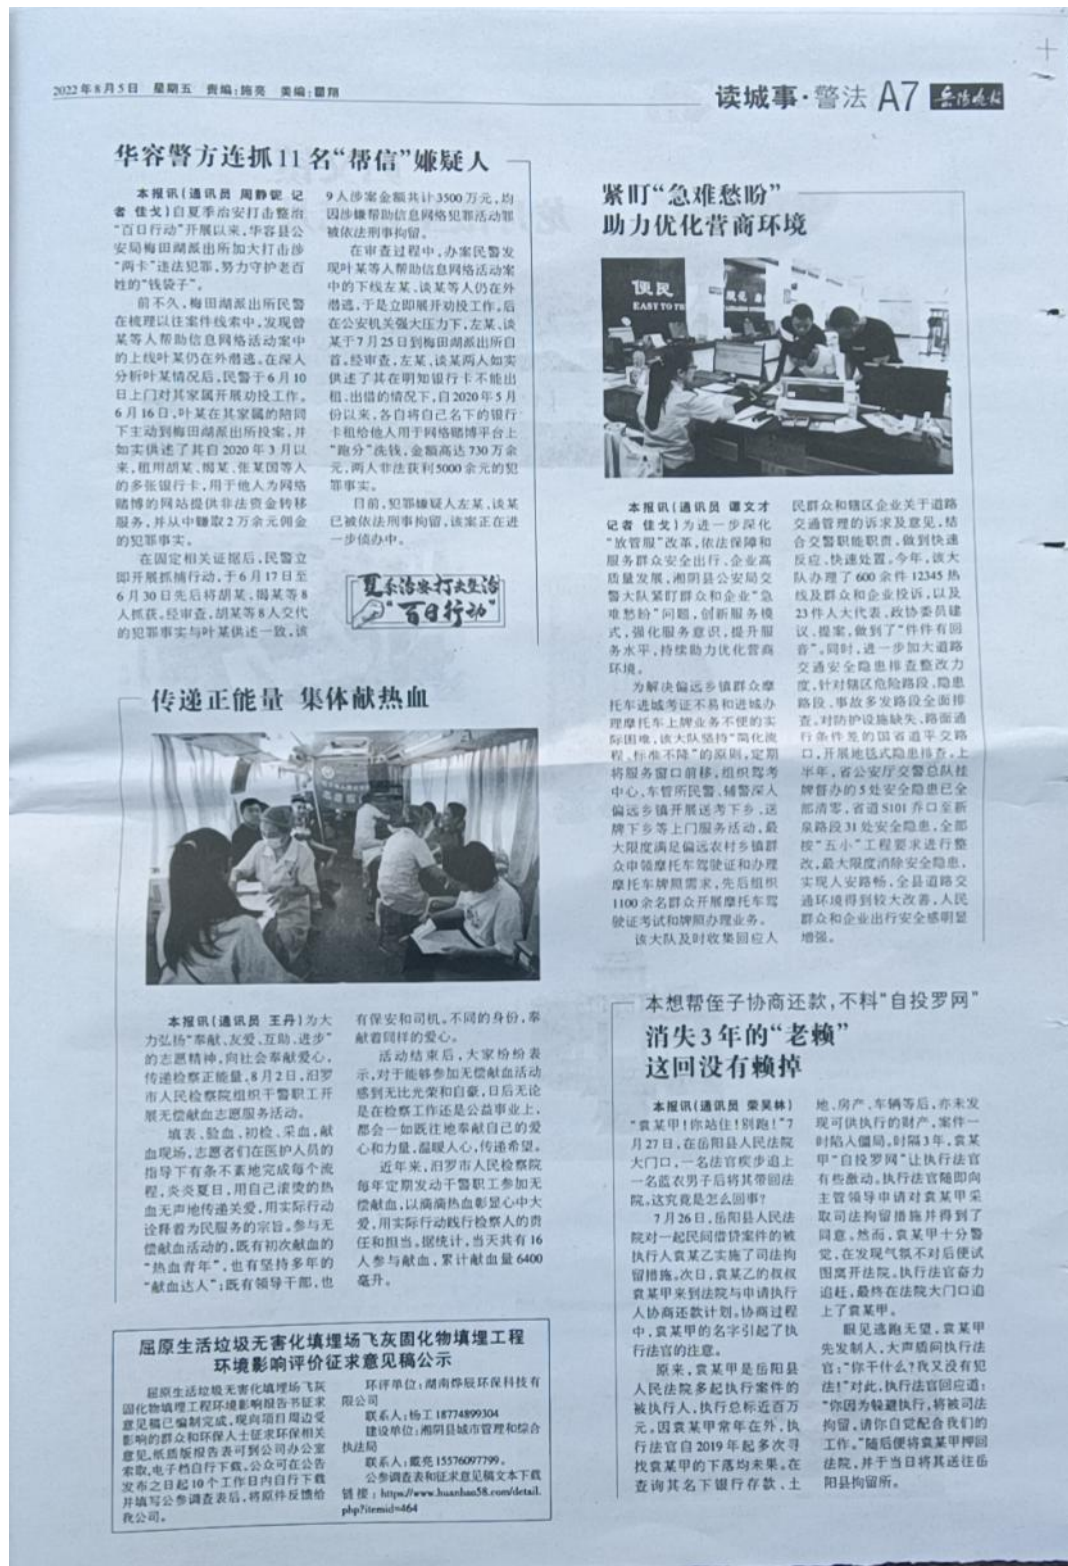 2022年8月5日 星期五 责编:施亮 美编:瞿翔
读城事·警法 A7 岳阳晚报
华容警方连抓11名“帮信”嫌疑人
本报讯(通讯员 周静铌 记
者 佳戈)自夏季治安打击整治
“百日行动”开展以来,华容县公
安局梅田湖派出所加大打击涉
“两卡”违法犯罪,努力守护老百
姓的“钱袋子”。
前不久,梅田湖派出所民警
在梳理以往案件线索中,发现曾
某等人帮助信息网络活动案中
的上线叶某仍在外潜逃。在深入
分析叶某情况后,民警于6月10
日上门对其家属开展劝投工作。
6月16日,叶某在其家属的陪同
下主动到梅田湖派出所投案,并
如实供述了其自2020年3月以
来,租用胡某、揭某、张某国等人
的多张银行卡,用于他人为网络
赌博的网站提供非法资金转移
服务,并从中赚取2万余元佣金
的犯罪事实。
在固定相关证据后,民警立
即开展抓捕行动,于6月17日至
6月30日先后将胡某、揭某等8
人抓获。经审查,胡某等8人交代
的犯罪事实与叶某供述一致,该
9人涉案金额共计3500万元,均
因涉嫌帮助信息网络犯罪活动罪
被依法刑事拘留。
在审查过程中,办案民警发
现叶某等人帮助信息网络活动案
中的下线左某、谈某等人仍在外
潜逃,于是立即展开劝投工作。后
在公安机关强大压力下,左某、谈
某于7月25日到梅田湖派出所自
首。经审查,左某、谈某两人如实
供述了其在明知银行卡不能出
租、出借的情况下,自2020年5月
份以来,各自将自己名下的银行
卡租给他人用于网络赌博平台上
“跑分”洗钱,金额高达730万余
元,两人非法获利5000余元的犯
罪事实。
目前,犯罪嫌疑人左某、谈某
已被依法刑事拘留,该案正在进
一步侦办中。
夏季治安打击整治
“百日行动”
传递正能量 集体献热血
本报讯(通讯员 王丹)为大
力弘扬“奉献、友爱、互助、进步”
的志愿精神,向社会奉献爱心,
传递检察正能量,8月2日,汨罗
市人民检察院组织干警职工开
展无偿献血志愿服务活动。
填表、验血、初检、采血,献
血现场,志愿者们在医护人员的
指导下有条不紊地完成每个流
程,炎炎夏日,用自己滚烫的热
血无声地传递关爱,用实际行动
诠释着为民服务的宗旨。参与无
偿献血活动的,既有初次献血的
“热血青年”,也有坚持多年的
“献血达人”;既有领导干部,也
有保安和司机。不同的身份,奉
献着同样的爱心。
活动结束后,大家纷纷表
示,对于能够参加无偿献血活动
感到无比光荣和自豪,日后无论
是在检察工作还是公益事业上,
都会一如既往地奉献自己的爱
心和力量,温暖人心,传递希望。
近年来,汨罗市人民检察院
每年定期发动干警职工参加无
偿献血,以滴滴热血彰显心中大
爱,用实际行动践行检察人的责
任和担当。据统计,当天共有16
人参与献血,累计献血量6400
毫升。
屈原生活垃圾无害化填埋场飞灰固化物填埋工程
环境影响评价征求意见稿公示
屈原生活垃圾无害化填埋场飞灰
固化物填埋工程环境影响报告书征求
意见稿已编制完成,现向项目周边受
影响的群众和环保人士征求环保相关
意见,纸质版报告表可到公司办公室
索取,电子档自行下载。公众可在公告
发布之日起10个工作日内自行下载
并填写公参调查表后,将原件反馈给
我公司。
环评单位:湖南烨辰环保科技有
限公司
联系人:杨工18774899304
建设单位:湘阴县城市管理和综合
执法局
联系人:戴亮15576097799。
公参调查表和征求意见稿文本下载
链接:https://www.huanhao58.com/detail.
php?itemid=464
紧盯“急难愁盼”
助力优化营商环境
便民
EASY TO TH
本报讯(通讯员 谭文才
记者 佳戈)为进一步深化
“放管服”改革,依法保障和
服务群众安全出行、企业高
质量发展,湘阴县公安局交
警大队紧盯群众和企业“急
难愁盼”问题,创新服务模
式,强化服务意识,提升服
务水平,持续助力优化营商
环境。
为解决偏远乡镇群众摩
托车进城考证不易和进城办
理摩托车上牌业务不便的实
际困难,该大队坚持“简化流
程、标准不降”的原则,定期
将服务窗口前移,组织驾考
中心、车管所民警、辅警深入
偏远乡镇开展送考下乡、送
牌下乡等上门服务活动,最
大限度满足偏远农村乡镇群
众申领摩托车驾驶证和办理
摩托车牌照需求,先后组织
1100余名群众开展摩托车驾
驶证考试和牌照办理业务。
该大队及时收集回应人
民群众和辖区企业关于道路
交通管理的诉求及意见,结
合交警职能职责,做到快速
反应,快速处置。今年,该大
队办理了600余件12345热
线及群众和企业投诉,以及
23件人大代表、政协委员建
议、提案,做到了“件件有回
音”。同时,进一步加大道路
交通安全隐患排查整改力
度,针对辖区危险路段、隐患
路段、事故多发路段全面排
查。对防护设施缺失、路面通
行条件差的国省道平交路
口,开展地毯式隐患排查,上
半年,省公安厅交警总队挂
牌督办的5处安全隐患已全
部清零,省道S101乔口至新
泉路段31处安全隐患,全部
按“五小”工程要求进行整
改,最大限度消除安全隐患,
实现人安路畅,全县道路交
通环境得到较大改善,人民
群众和企业出行安全感明显
增强。
本想帮侄子协商还款,不料“自投罗网”
消失3年的“老赖”
这回没有赖掉
本报讯(通讯员 荣昊林)
“袁某甲!你站住!别跑!”7
月27日,在岳阳县人民法院
大门口,一名法官疾步追上
一名蓝衣男子后将其带回法
院。这究竟是怎么回事?
7月26日,岳阳县人民法
院对一起民间借贷案件的被
执行人袁某乙实施了司法拘
留措施。次日,袁某乙的叔叔
袁某甲来到法院与申请执行
人协商还款计划。协商过程
中,袁某甲的名字引起了执
行法官的注意。
原来,袁某甲是岳阳县
人民法院多起执行案件的
被执行人,执行总标近百万
元。因袁某甲常年在外,执
行法官自2019年起多次寻
找袁某甲的下落均未果。在
查询其名下银行存款、土
地、房产、车辆等后,亦未发
现可供执行的财产,案件一
时陷入僵局。时隔3年,袁某
甲“自投罗网”让执行法官
有些激动。执行法官随即向
主管领导申请对袁某甲采
取司法拘留措施并得到了
同意。然而,袁某甲十分警
觉,在发现气氛不对后便试
图离开法院。执行法官奋力
追赶,最终在法院大门口追
上了袁某甲。
眼见逃跑无望,袁某甲
先发制人,大声质问执行法
官:“你干什么?我又没有犯
法!”对此,执行法官回应道:
“你因为躲避执行,将被司法
拘留,请你自觉配合我们的
工作。”随后便将袁某甲押回
法院,并于当日将其送往岳
阳县拘留所。